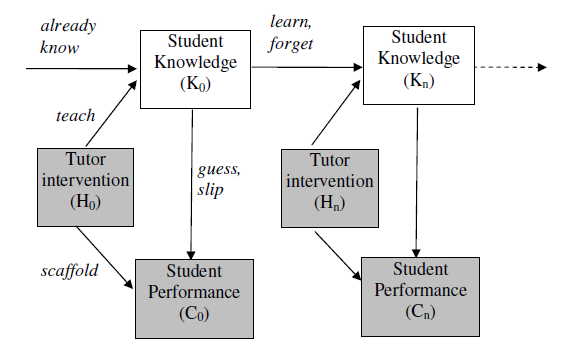 already
know
Student
Knowledge
(K0)
learn,
forget
Student
Knowledge
(Kn)
teach
Tutor
intervention
(H0)
guess,
slip
Tutor
intervention
(Hn)
scaffold
Student
Performance
(C0)
Student
Performance
(Cn)